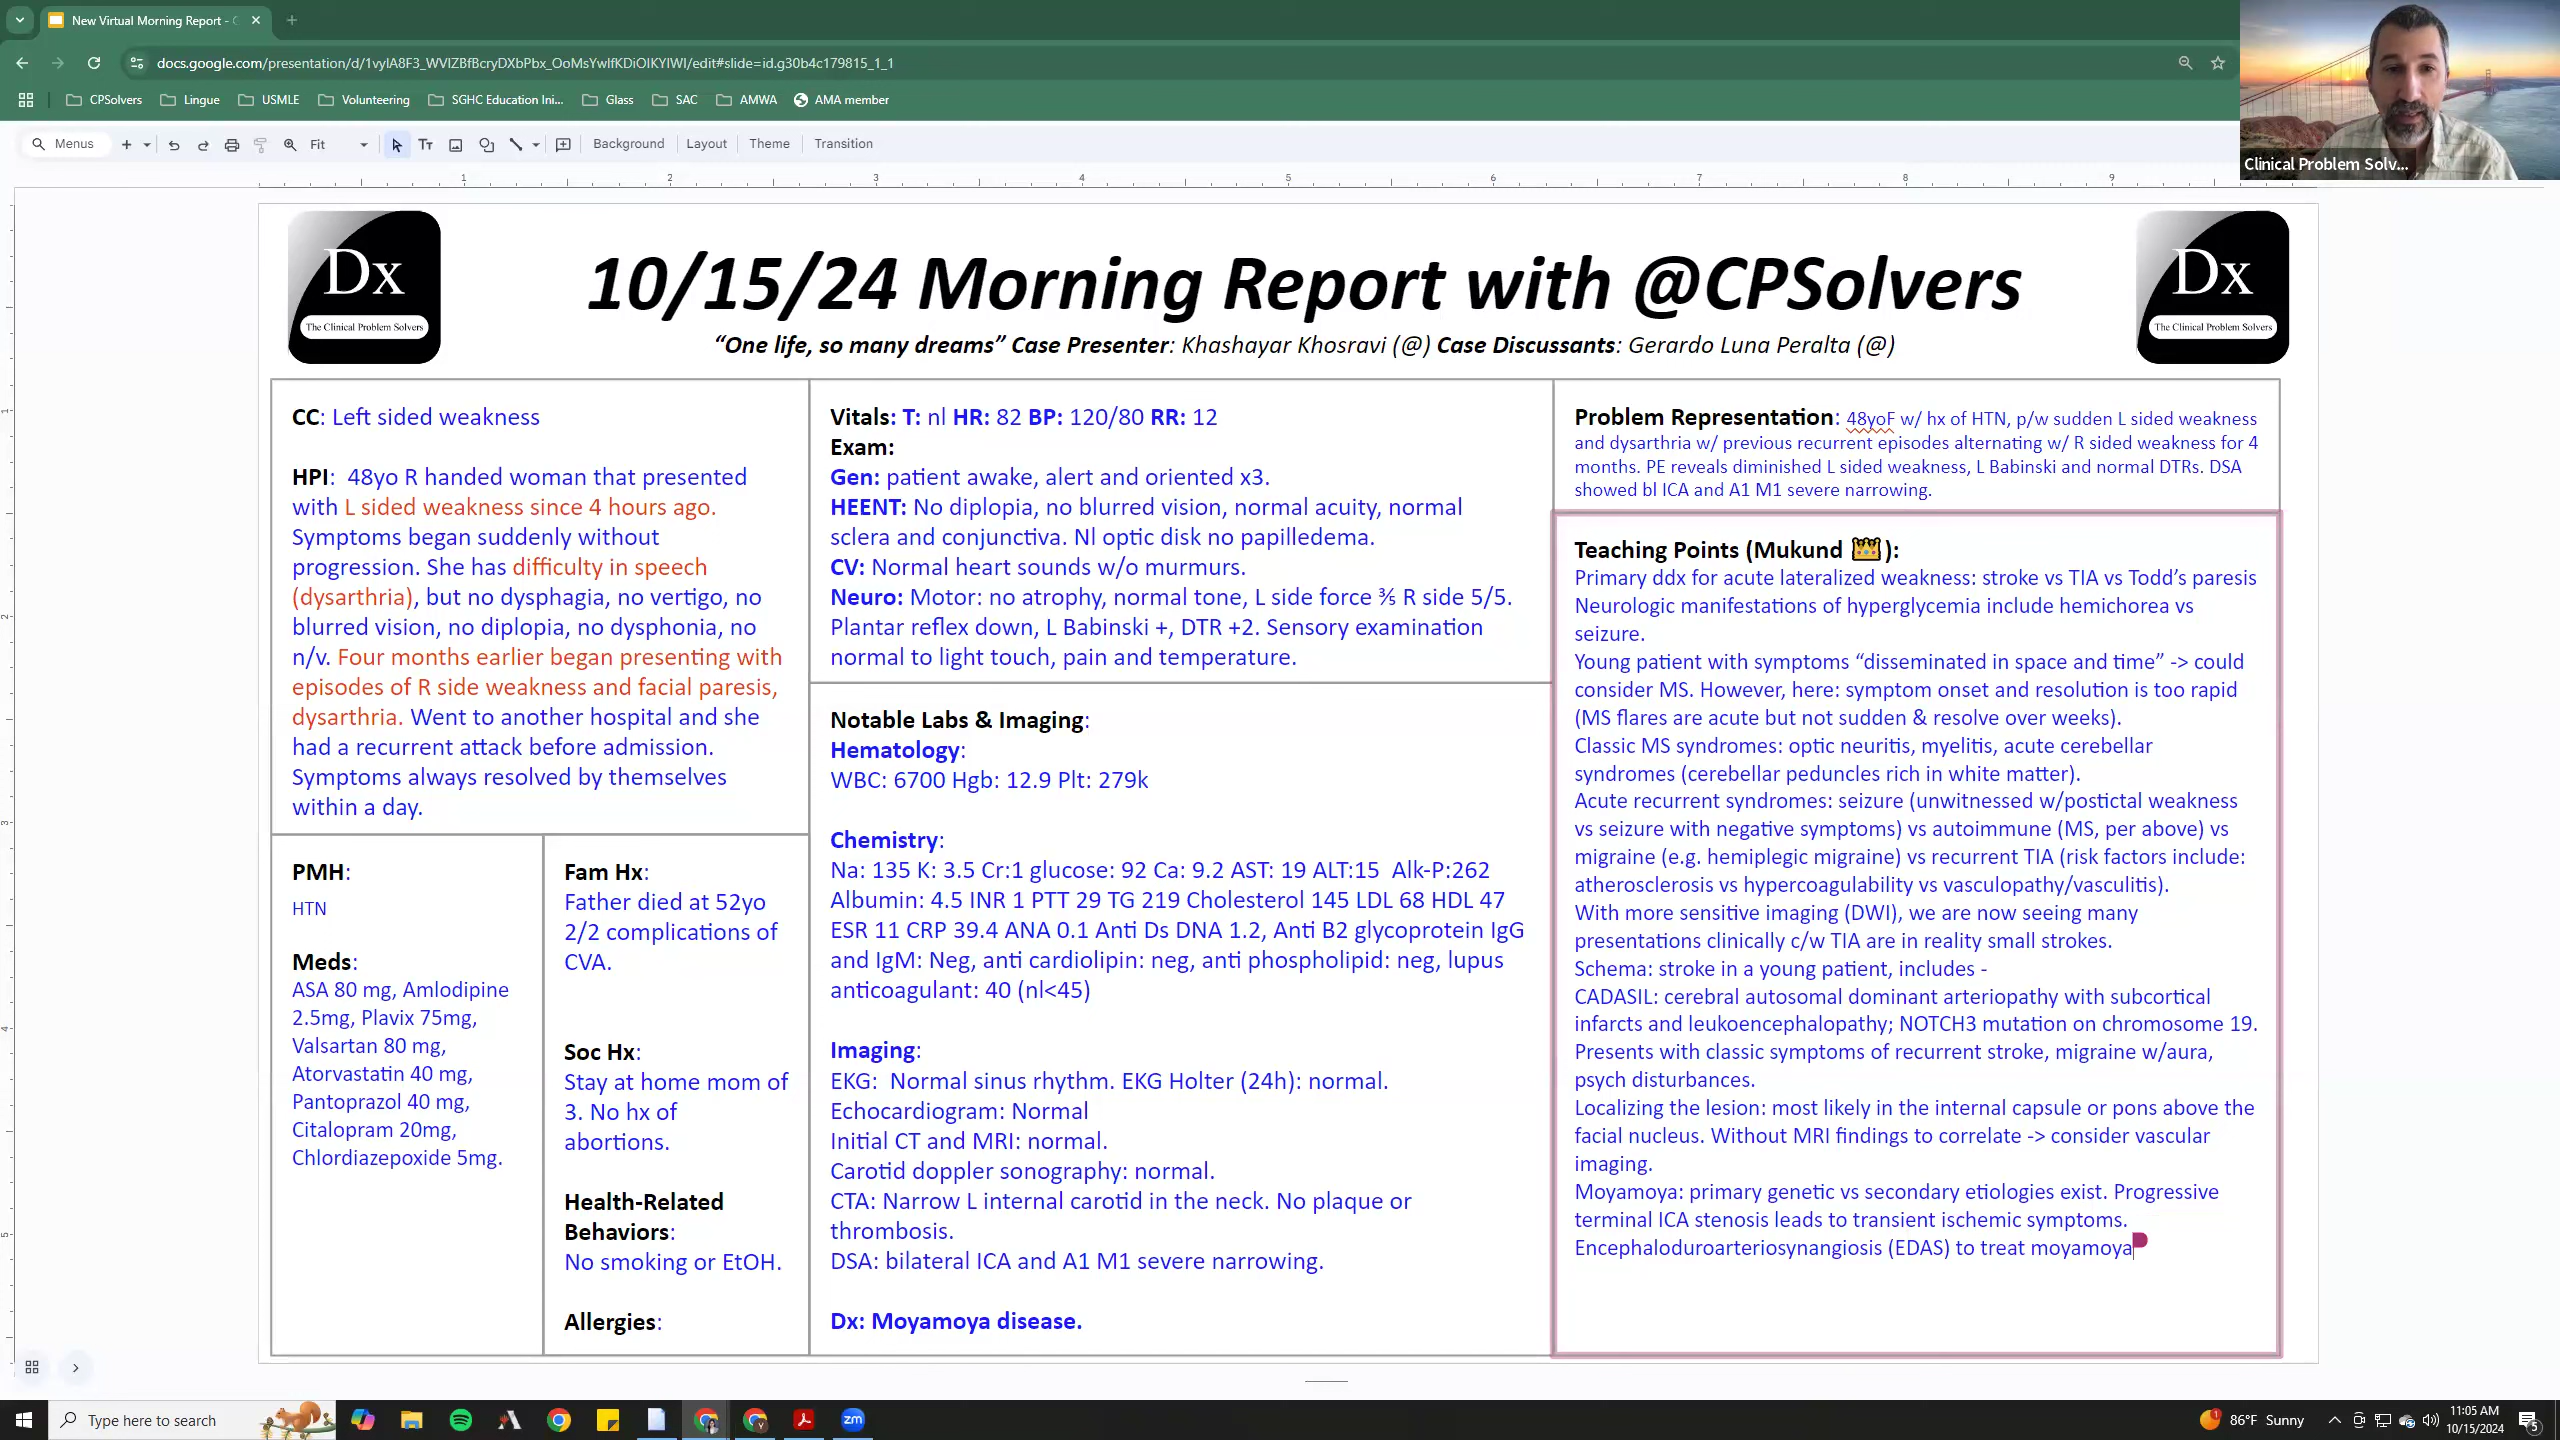 New Virtual Morning Report -
docs.google.com/presentation/d/1vylA8F3_WVIZBfBcryDXbPbx_OoMsYwlfKDiOIKYIWI/edit#slide=id.g30b4c179815_1_1
CPSolvers Lingue USMLE Volunteering SGHC Education Ini... Glass SAC AMWA AMA member
Menus Fit Background Layout Theme Transition
Clinical Problem Solv...
1 2 3 4 5 6 7 8 9
Dx
The Clinical Problem Solvers
10/15/24 Morning Report with @CPSolvers
“One life, so many dreams” Case Presenter: Khashayar Khosravi (@) Case Discussants: Gerardo Luna Peralta (@)
Dx
The Clinical Problem Solvers
CC: Left sided weakness
HPI: 48yo R handed woman that presented
with L sided weakness since 4 hours ago.
Symptoms began suddenly without
progression. She has difficulty in speech
(dysarthria), but no dysphagia, no vertigo, no
blurred vision, no diplopia, no dysphonia, no
n/v. Four months earlier began presenting with
episodes of R side weakness and facial paresis,
dysarthria. Went to another hospital and she
had a recurrent attack before admission.
Symptoms always resolved by themselves
within a day.
PMH:
HTN
Meds:
ASA 80 mg, Amlodipine
2.5mg, Plavix 75mg,
Valsartan 80 mg,
Atorvastatin 40 mg,
Pantoprazol 40 mg,
Citalopram 20mg,
Chlordiazepoxide 5mg.
Fam Hx:
Father died at 52yo
2/2 complications of
CVA.
Soc Hx:
Stay at home mom of
3. No hx of
abortions.
Health-Related
Behaviors:
No smoking or EtOH.
Allergies:
Vitals: T: nl HR: 82 BP: 120/80 RR: 12
Exam:
Gen: patient awake, alert and oriented x3.
HEENT: No diplopia, no blurred vision, normal acuity, normal
sclera and conjunctiva. Nl optic disk no papilledema.
CV: Normal heart sounds w/o murmurs.
Neuro: Motor: no atrophy, normal tone, L side force ⅗ R side 5/5.
Plantar reflex down, L Babinski +, DTR +2. Sensory examination
normal to light touch, pain and temperature.
Notable Labs & Imaging:
Hematology:
WBC: 6700 Hgb: 12.9 Plt: 279k
Chemistry:
Na: 135 K: 3.5 Cr:1 glucose: 92 Ca: 9.2 AST: 19 ALT:15 Alk-P:262
Albumin: 4.5 INR 1 PTT 29 TG 219 Cholesterol 145 LDL 68 HDL 47
ESR 11 CRP 39.4 ANA 0.1 Anti Ds DNA 1.2, Anti B2 glycoprotein IgG
and IgM: Neg, anti cardiolipin: neg, anti phospholipid: neg, lupus
anticoagulant: 40 (nl<45)
Imaging:
EKG: Normal sinus rhythm. EKG Holter (24h): normal.
Echocardiogram: Normal
Initial CT and MRI: normal.
Carotid doppler sonography: normal.
CTA: Narrow L internal carotid in the neck. No plaque or
thrombosis.
DSA: bilateral ICA and A1 M1 severe narrowing.
Dx: Moyamoya disease.
Problem Representation: 48yoF w/ hx of HTN, p/w sudden L sided weakness
and dysarthria w/ previous recurrent episodes alternating w/ R sided weakness for 4
months. PE reveals diminished L sided weakness, L Babinski and normal DTRs. DSA
showed bl ICA and A1 M1 severe narrowing.
Teaching Points (Mukund 👑):
Primary ddx for acute lateralized weakness: stroke vs TIA vs Todd’s paresis
Neurologic manifestations of hyperglycemia include hemichorea vs
seizure.
Young patient with symptoms “disseminated in space and time” -> could
consider MS. However, here: symptom onset and resolution is too rapid
(MS flares are acute but not sudden & resolve over weeks).
Classic MS syndromes: optic neuritis, myelitis, acute cerebellar
syndromes (cerebellar peduncles rich in white matter).
Acute recurrent syndromes: seizure (unwitnessed w/postictal weakness
vs seizure with negative symptoms) vs autoimmune (MS, per above) vs
migraine (e.g. hemiplegic migraine) vs recurrent TIA (risk factors include:
atherosclerosis vs hypercoagulability vs vasculopathy/vasculitis).
With more sensitive imaging (DWI), we are now seeing many
presentations clinically c/w TIA are in reality small strokes.
Schema: stroke in a young patient, includes -
CADASIL: cerebral autosomal dominant arteriopathy with subcortical
infarcts and leukoencephalopathy; NOTCH3 mutation on chromosome 19.
Presents with classic symptoms of recurrent stroke, migraine w/aura,
psych disturbances.
Localizing the lesion: most likely in the internal capsule or pons above the
facial nucleus. Without MRI findings to correlate -> consider vascular
imaging.
Moyamoya: primary genetic vs secondary etiologies exist. Progressive
terminal ICA stenosis leads to transient ischemic symptoms.
Encephaloduroarteriosynangiosis (EDAS) to treat moyamoya
Type here to search
86°F Sunny
11:05 AM
10/15/2024